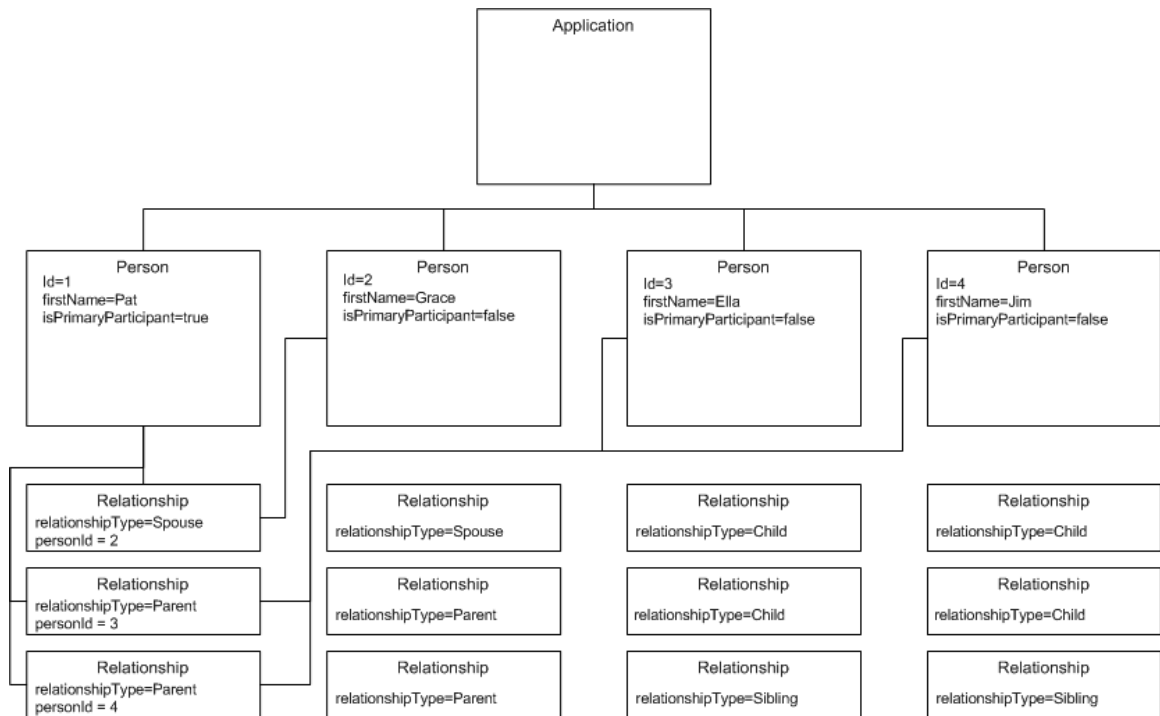 Application
Person
Id=1
firstName=Pat
isPrimaryParticipant=true
Person
Id=2
firstName=Grace
isPrimaryParticipant=false
Person
Id=3
firstName=Ella
isPrimaryParticipant=false
Person
Id=4
firstName=Jim
isPrimaryParticipant=false
Relationship
relationshipType=Spouse
personId = 2
Relationship
relationshipType=Spouse
Relationship
relationshipType=Child
Relationship
relationshipType=Child
Relationship
relationshipType=Parent
personId = 3
Relationship
relationshipType=Parent
Relationship
relationshipType=Child
Relationship
relationshipType=Child
Relationship
relationshipType=Parent
personId = 4
Relationship
relationshipType=Parent
Relationship
relationshipType=Sibling
Relationship
relationshipType=Sibling